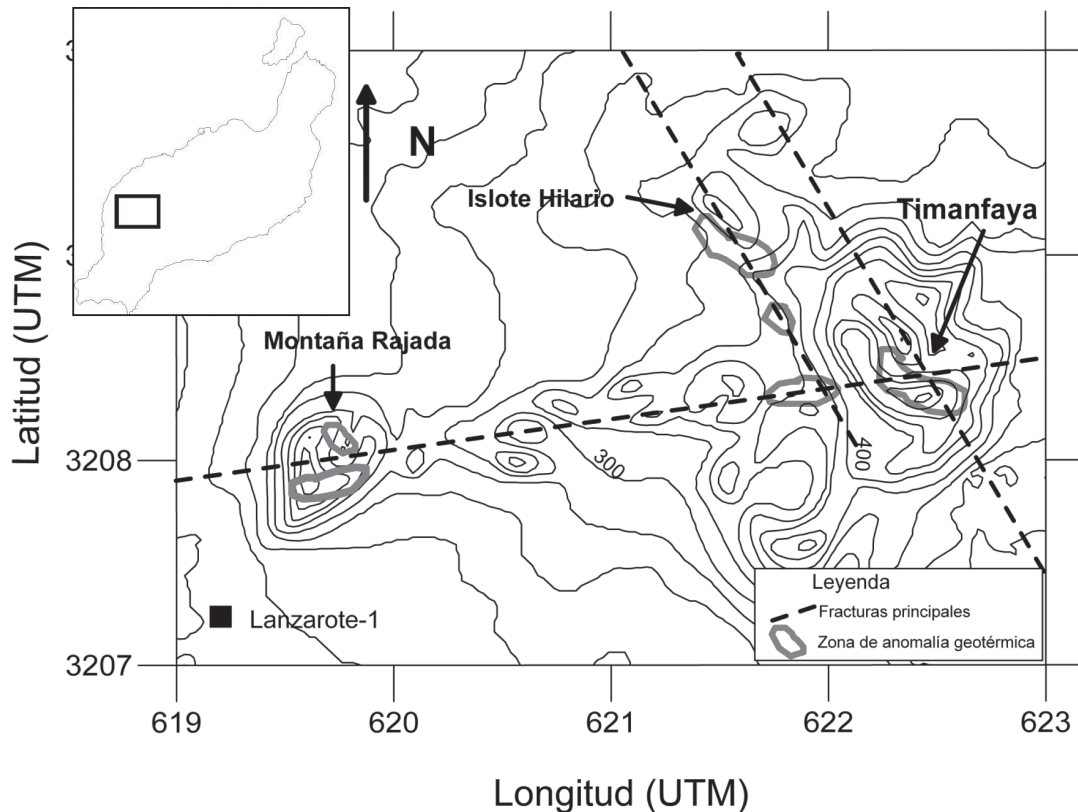 N
Islote Hilario
Timanfaya
Montaña Rajada
300
400
Lanzarote-1
Leyenda
Fracturas principales
Zona de anomalía geotérmica
Latitud (UTM)
3208
3207
619
620
621
622
623
Longitud (UTM)